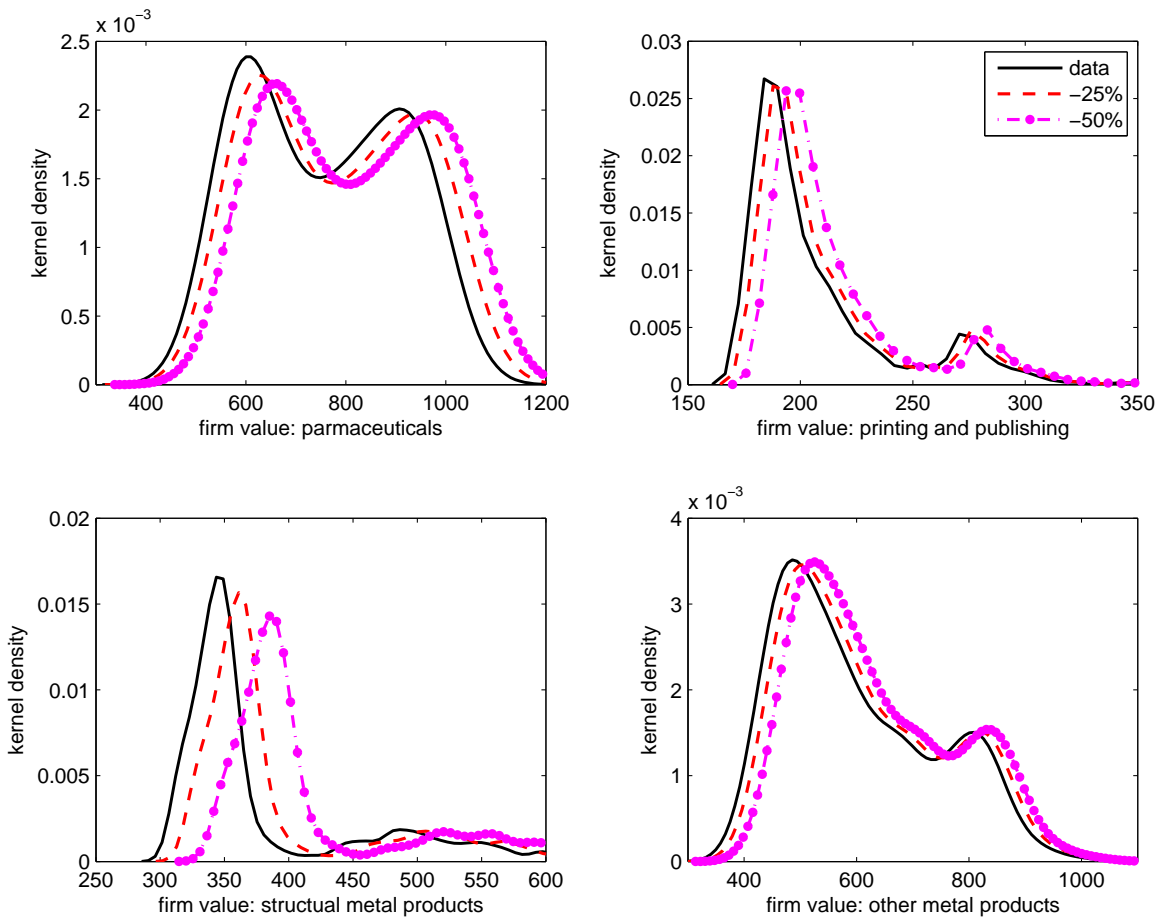 x 10⁻³
2.5
2
1.5
1
0.5
0
kernel density
400 600 800 1000 1200
firm value: parmaceuticals
0.03
0.025
0.02
0.015
0.01
0.005
0
kernel density
data
−25%
−50%
150 200 250 300 350
firm value: printing and publishing
0.02
0.015
0.01
0.005
0
kernel density
250 300 350 400 450 500 550 600
firm value: structual metal products
x 10⁻³
4
3
2
1
0
kernel density
400 600 800 1000
firm value: other metal products